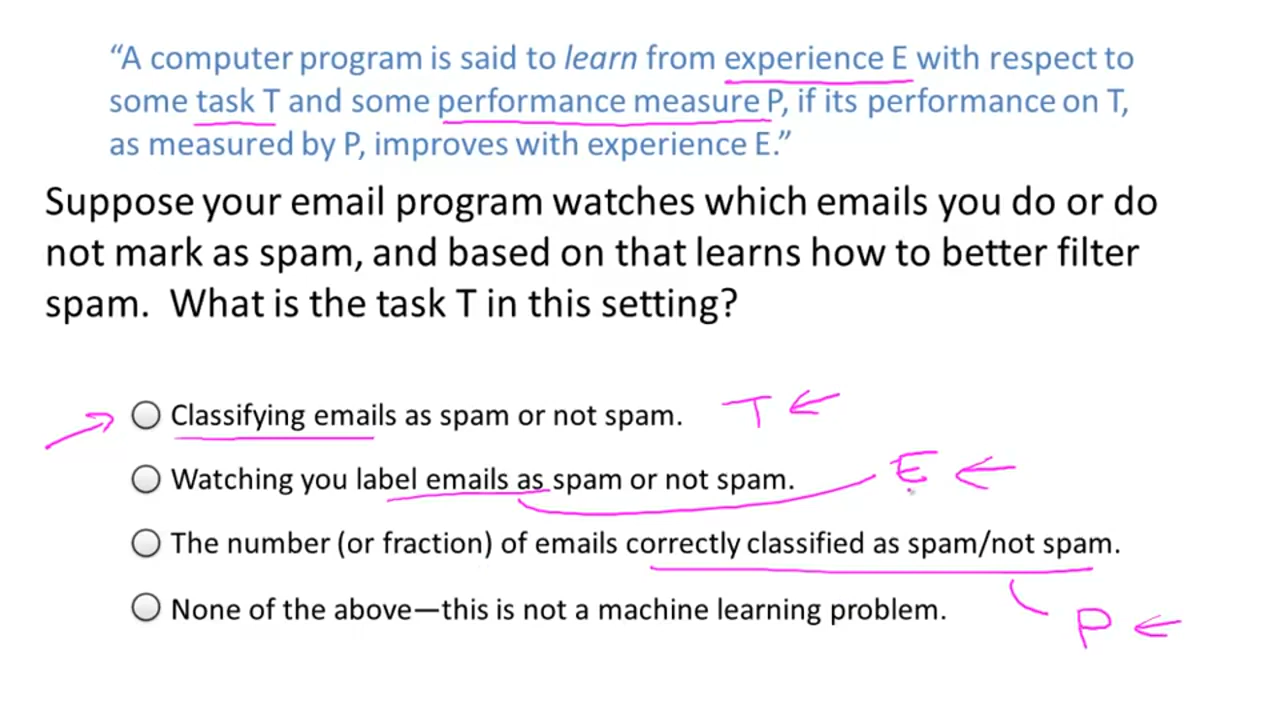 “A computer program is said to learn from experience E with respect to
some task T and some performance measure P, if its performance on T,
as measured by P, improves with experience E.”
Suppose your email program watches which emails you do or do
not mark as spam, and based on that learns how to better filter
spam.  What is the task T in this setting?
Classifying emails as spam or not spam. T ←
Watching you label emails as spam or not spam. E ←
The number (or fraction) of emails correctly classified as spam/not spam.
None of the above—this is not a machine learning problem.
P ←